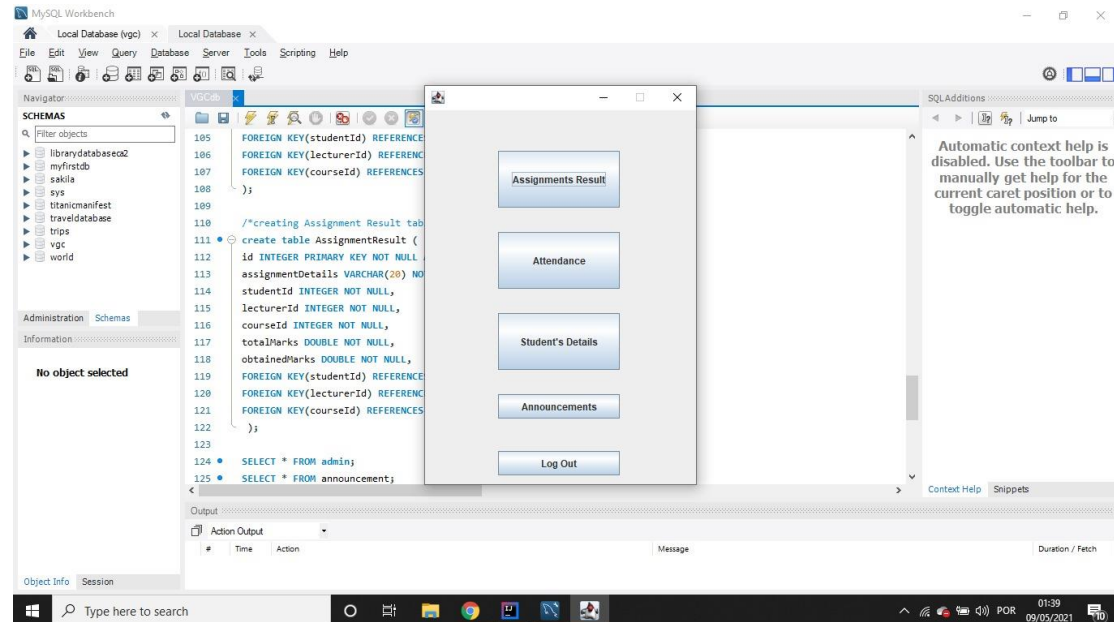 MySQL Workbench
Local Database (vgc) × Local Database ×
File Edit View Query Database Server Tools Scripting Help
Navigator
SCHEMAS
Filter objects
librarydatabaseca2
myfirstdb
sakila
sys
titanicmanifest
traveldatabase
trips
vgc
world
Administration Schemas
Information
No object selected
Object Info Session
VGCdb ×
105 FOREIGN KEY(studentId) REFERENCE
106 FOREIGN KEY(lecturerId) REFERENC
107 FOREIGN KEY(courseId) REFERENCES
108 );
109
110 /*creating Assignment Result tab
111 create table AssignmentResult (
112 id INTEGER PRIMARY KEY NOT NULL
113 assignmentDetails VARCHAR(20) NO
114 studentId INTEGER NOT NULL,
115 lecturerId INTEGER NOT NULL,
116 courseId INTEGER NOT NULL,
117 totalMarks DOUBLE NOT NULL,
118 obtainedMarks DOUBLE NOT NULL,
119 FOREIGN KEY(studentId) REFERENCE
120 FOREIGN KEY(lecturerId) REFERENC
121 FOREIGN KEY(courseId) REFERENCES
122 );
123
124 SELECT * FROM admin;
125 SELECT * FROM announcement;
Assignments Result
Attendance
Student's Details
Announcements
Log Out
SQLAdditions
Jump to
Automatic context help is
disabled. Use the toolbar to
manually get help for the
current caret position or to
toggle automatic help.
Context Help Snippets
Output
Action Output
# Time Action Message Duration / Fetch
Type here to search
POR
01:39
09/05/2021